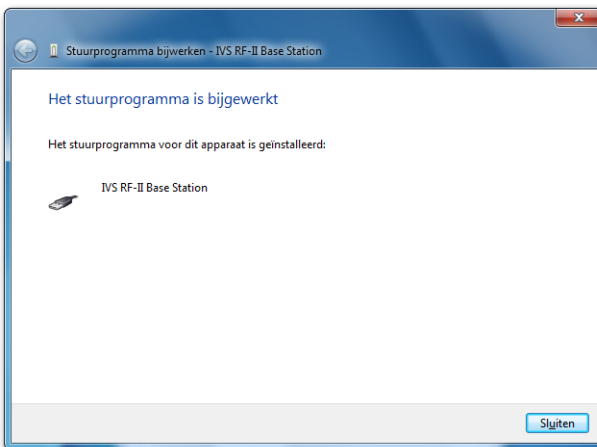 Stuurprogramma bijwerken - IVS RF-II Base Station
Het stuurprogramma is bijgewerkt
Het stuurprogramma voor dit apparaat is geïnstalleerd:
IVS RF-II Base Station
Sluiten